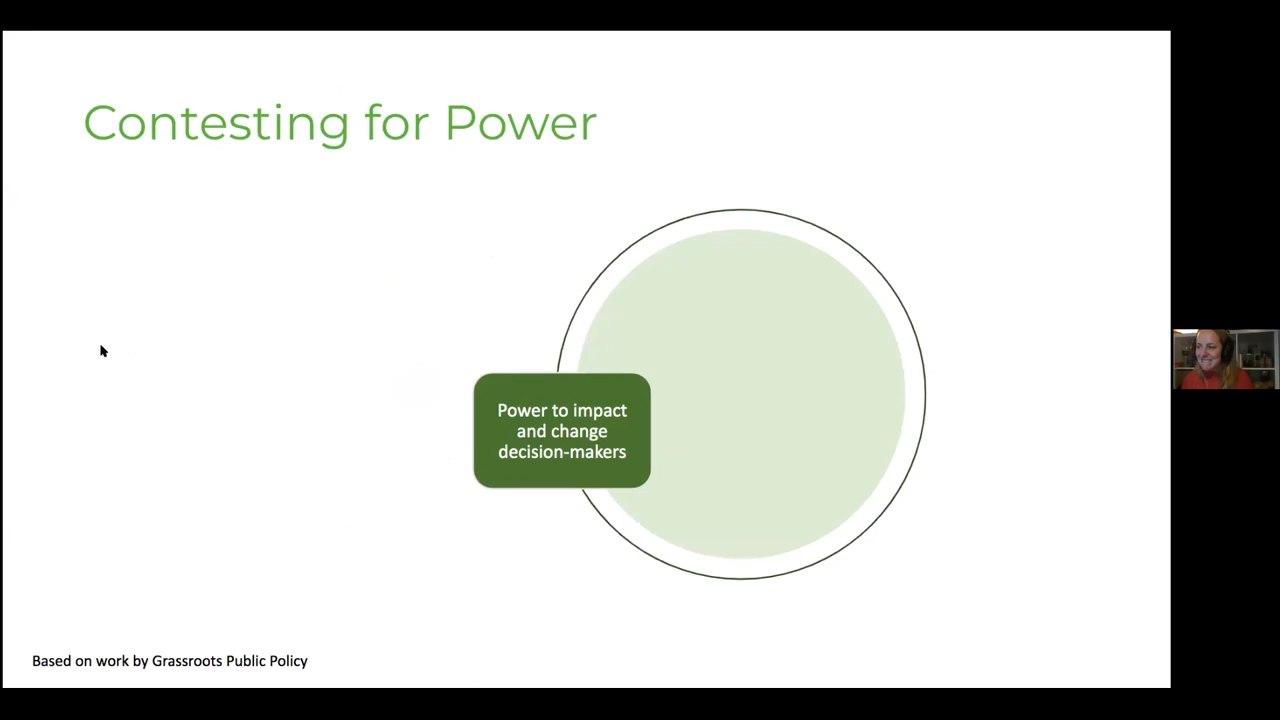 Contesting for Power
Power to impact
and change
decision-makers
Based on work by Grassroots Public Policy